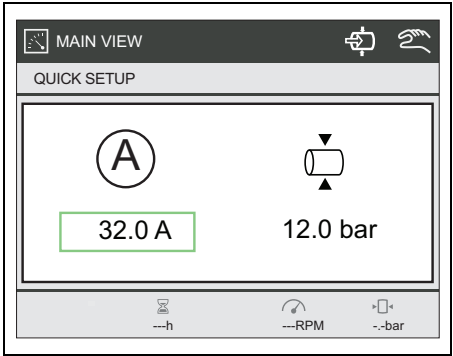 MAIN VIEW
QUICK SETUP
A
32.0 A
12.0 bar
---h
---RPM
-.-bar